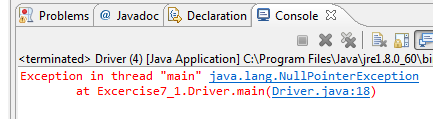 Problems @ Javadoc Declaration Console
<terminated> Driver (4) [Java Application] C:\Program Files\Java\jre1.8.0_60\bi
Exception in thread "main" java.lang.NullPointerException
at Excercise7_1.Driver.main(Driver.java:18)